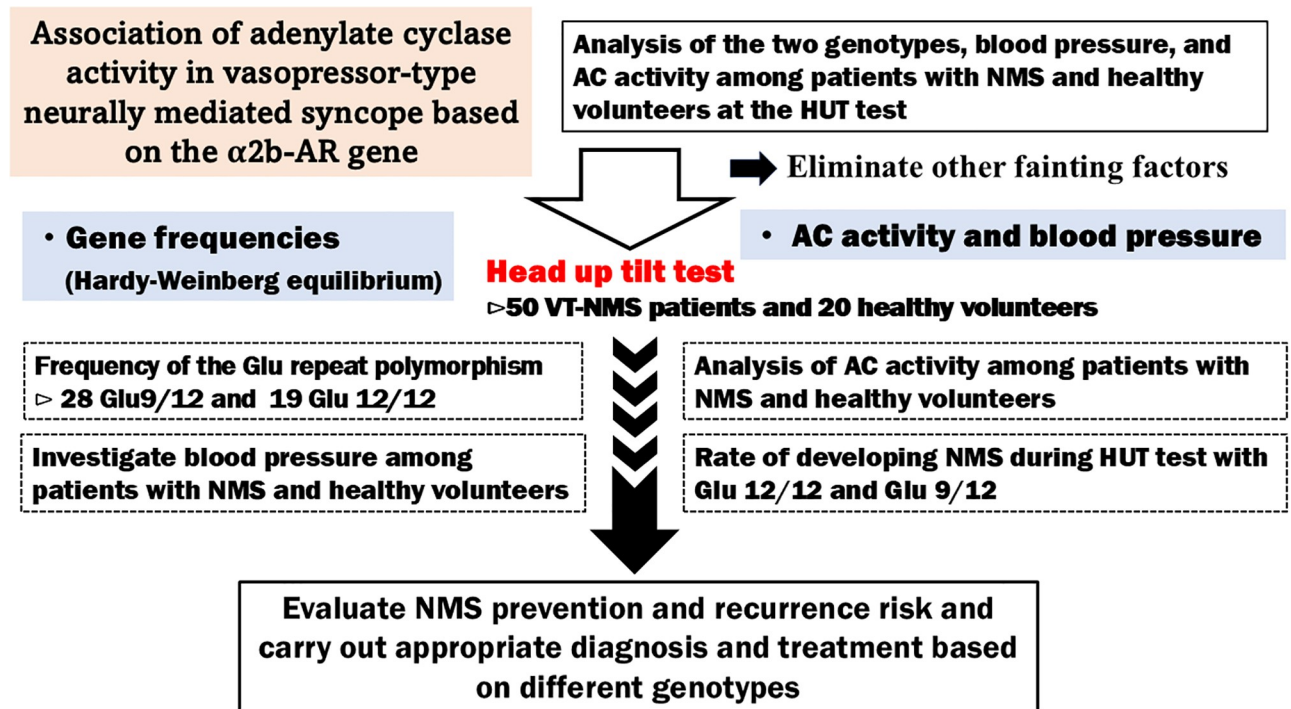 Association of adenylate cyclase
activity in vasopressor-type
neurally mediated syncope based
on the α2b-AR gene
Analysis of the two genotypes, blood pressure, and
AC activity among patients with NMS and healthy
volunteers at the HUT test
Eliminate other fainting factors
• Gene frequencies
(Hardy-Weinberg equilibrium)
• AC activity and blood pressure
Head up tilt test
▻50 VT-NMS patients and 20 healthy volunteers
Frequency of the Glu repeat polymorphism
▻ 28 Glu9/12 and 19 Glu 12/12
Investigate blood pressure among
patients with NMS and healthy volunteers
Analysis of AC activity among patients with
NMS and healthy volunteers
Rate of developing NMS during HUT test with
Glu 12/12 and Glu 9/12
Evaluate NMS prevention and recurrence risk and
carry out appropriate diagnosis and treatment based
on different genotypes